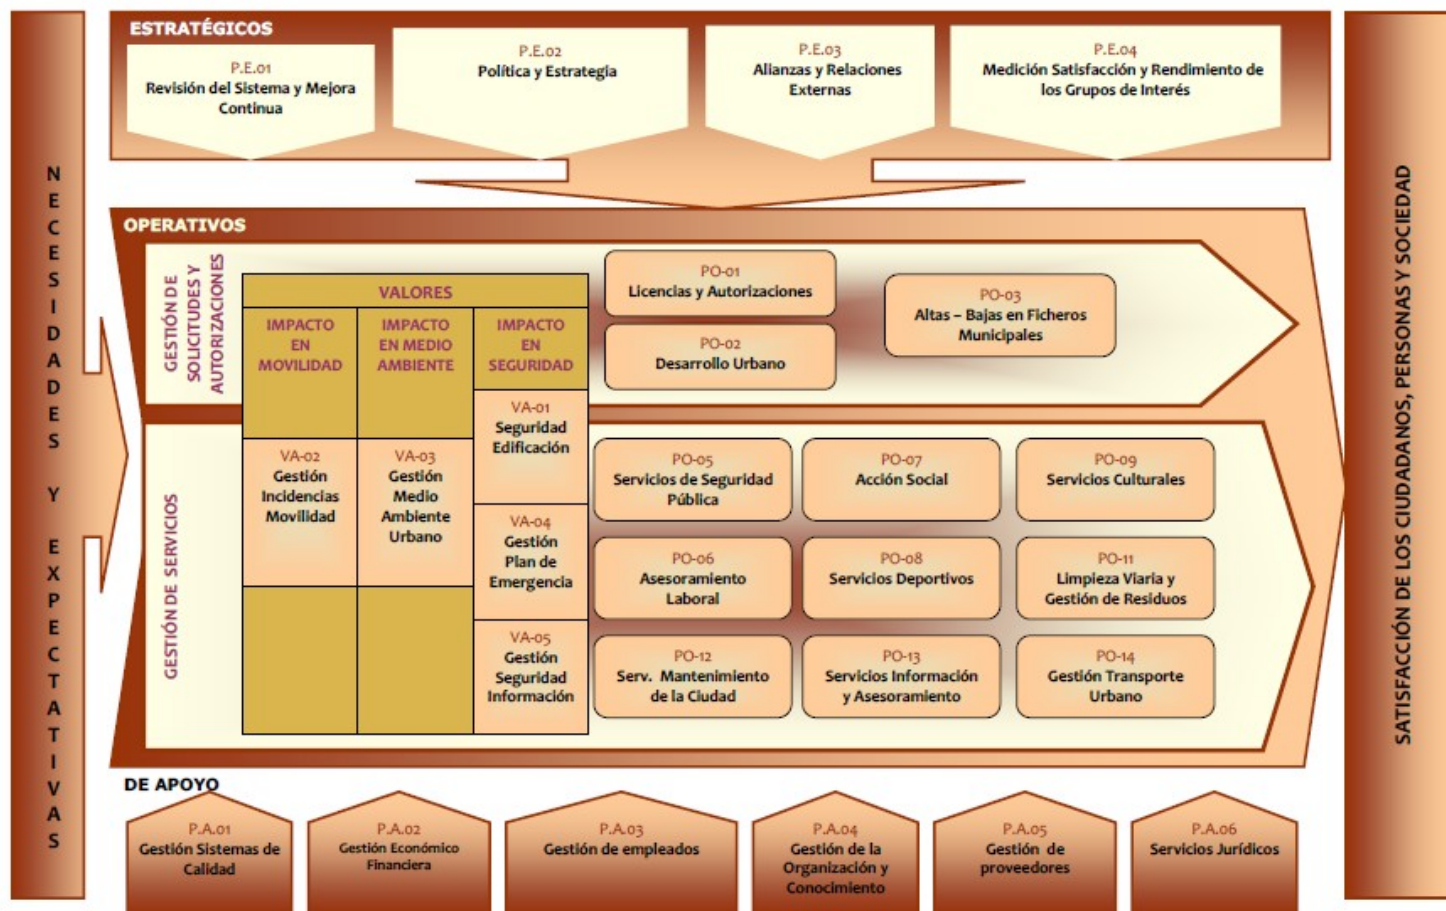 NECESIDADES Y EXPECTATIVAS
ESTRATÉGICOS
P.E.01
Revisión del Sistema y Mejora
Continua
P.E.02
Política y Estrategia
P.E.03
Alianzas y Relaciones
Externas
P.E.04
Medición Satisfacción y Rendimiento de
los Grupos de Interés
OPERATIVOS
GESTIÓN DE
SOLICITUDES Y
AUTORIZACIONES
VALORES
IMPACTO
EN
MOVILIDAD
IMPACTO
EN MEDIO
AMBIENTE
IMPACTO
EN
SEGURIDAD
PO-01
Licencias y Autorizaciones
PO-02
Desarrollo Urbano
PO-03
Altas – Bajas en Ficheros
Municipales
GESTIÓN DE SERVICIOS
VA-02
Gestión
Incidencias
Movilidad
VA-03
Gestión
Medio
Ambiente
Urbano
VA-01
Seguridad
Edificación
VA-04
Gestión
Plan de
Emergencia
VA-05
Gestión
Seguridad
Información
PO-05
Servicios de Seguridad
Pública
PO-07
Acción Social
PO-09
Servicios Culturales
PO-06
Asesoramiento
Laboral
PO-08
Servicios Deportivos
PO-11
Limpieza Viaria y
Gestión de Residuos
PO-12
Serv. Mantenimiento
de la Ciudad
PO-13
Servicios Información
y Asesoramiento
PO-14
Gestión Transporte
Urbano
DE APOYO
P.A.01
Gestión Sistemas de
Calidad
P.A.02
Gestión Económico
Financiera
P.A.03
Gestión de empleados
P.A.04
Gestión de la
Organización y
Conocimiento
P.A.05
Gestión de
proveedores
P.A.06
Servicios Jurídicos
SATISFACCIÓN DE LOS CIUDADANOS, PERSONAS Y SOCIEDAD